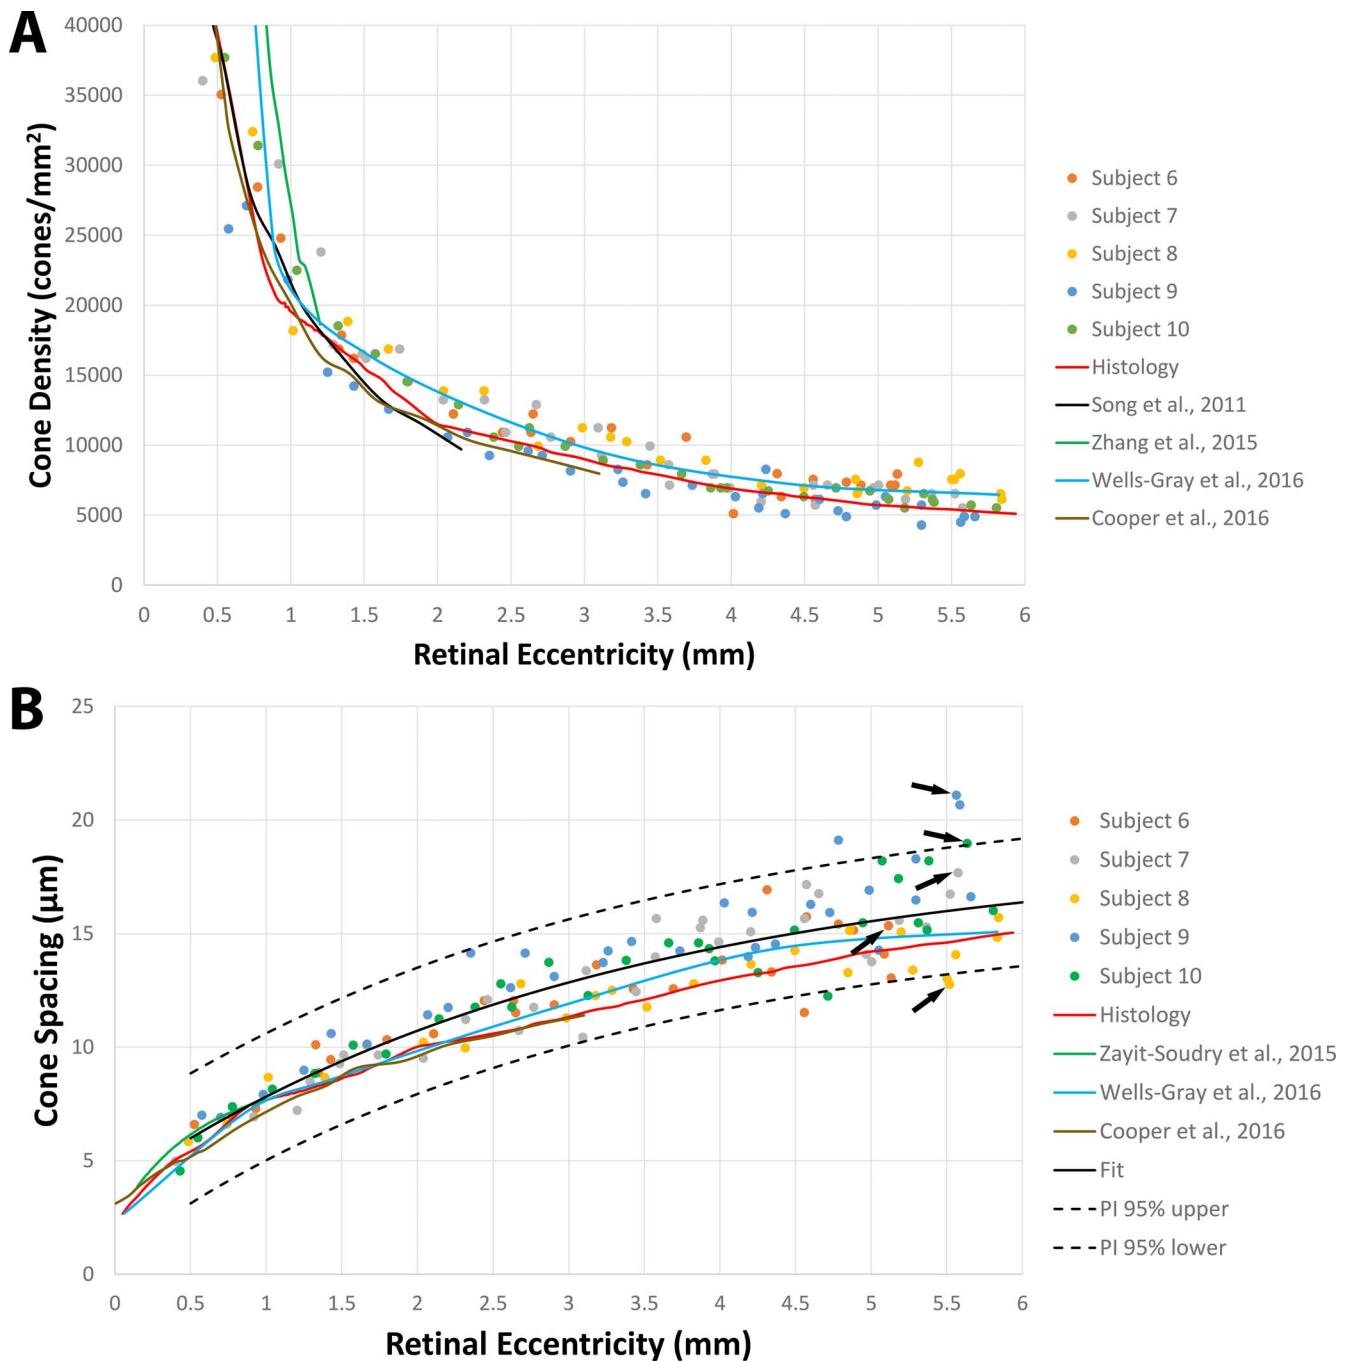 A
40000
35000
30000
25000
20000
15000
10000
5000
0
Cone Density (cones/mm²)
0 0.5 1 1.5 2 2.5 3 3.5 4 4.5 5 5.5 6
Retinal Eccentricity (mm)
Subject 6
Subject 7
Subject 8
Subject 9
Subject 10
Histology
Song et al., 2011
Zhang et al., 2015
Wells-Gray et al., 2016
Cooper et al., 2016
B
25
20
15
10
5
0
Cone Spacing (µm)
0 0.5 1 1.5 2 2.5 3 3.5 4 4.5 5 5.5 6
Retinal Eccentricity (mm)
Subject 6
Subject 7
Subject 8
Subject 9
Subject 10
Histology
Zayit-Soudry et al., 2015
Wells-Gray et al., 2016
Cooper et al., 2016
Fit
PI 95% upper
PI 95% lower